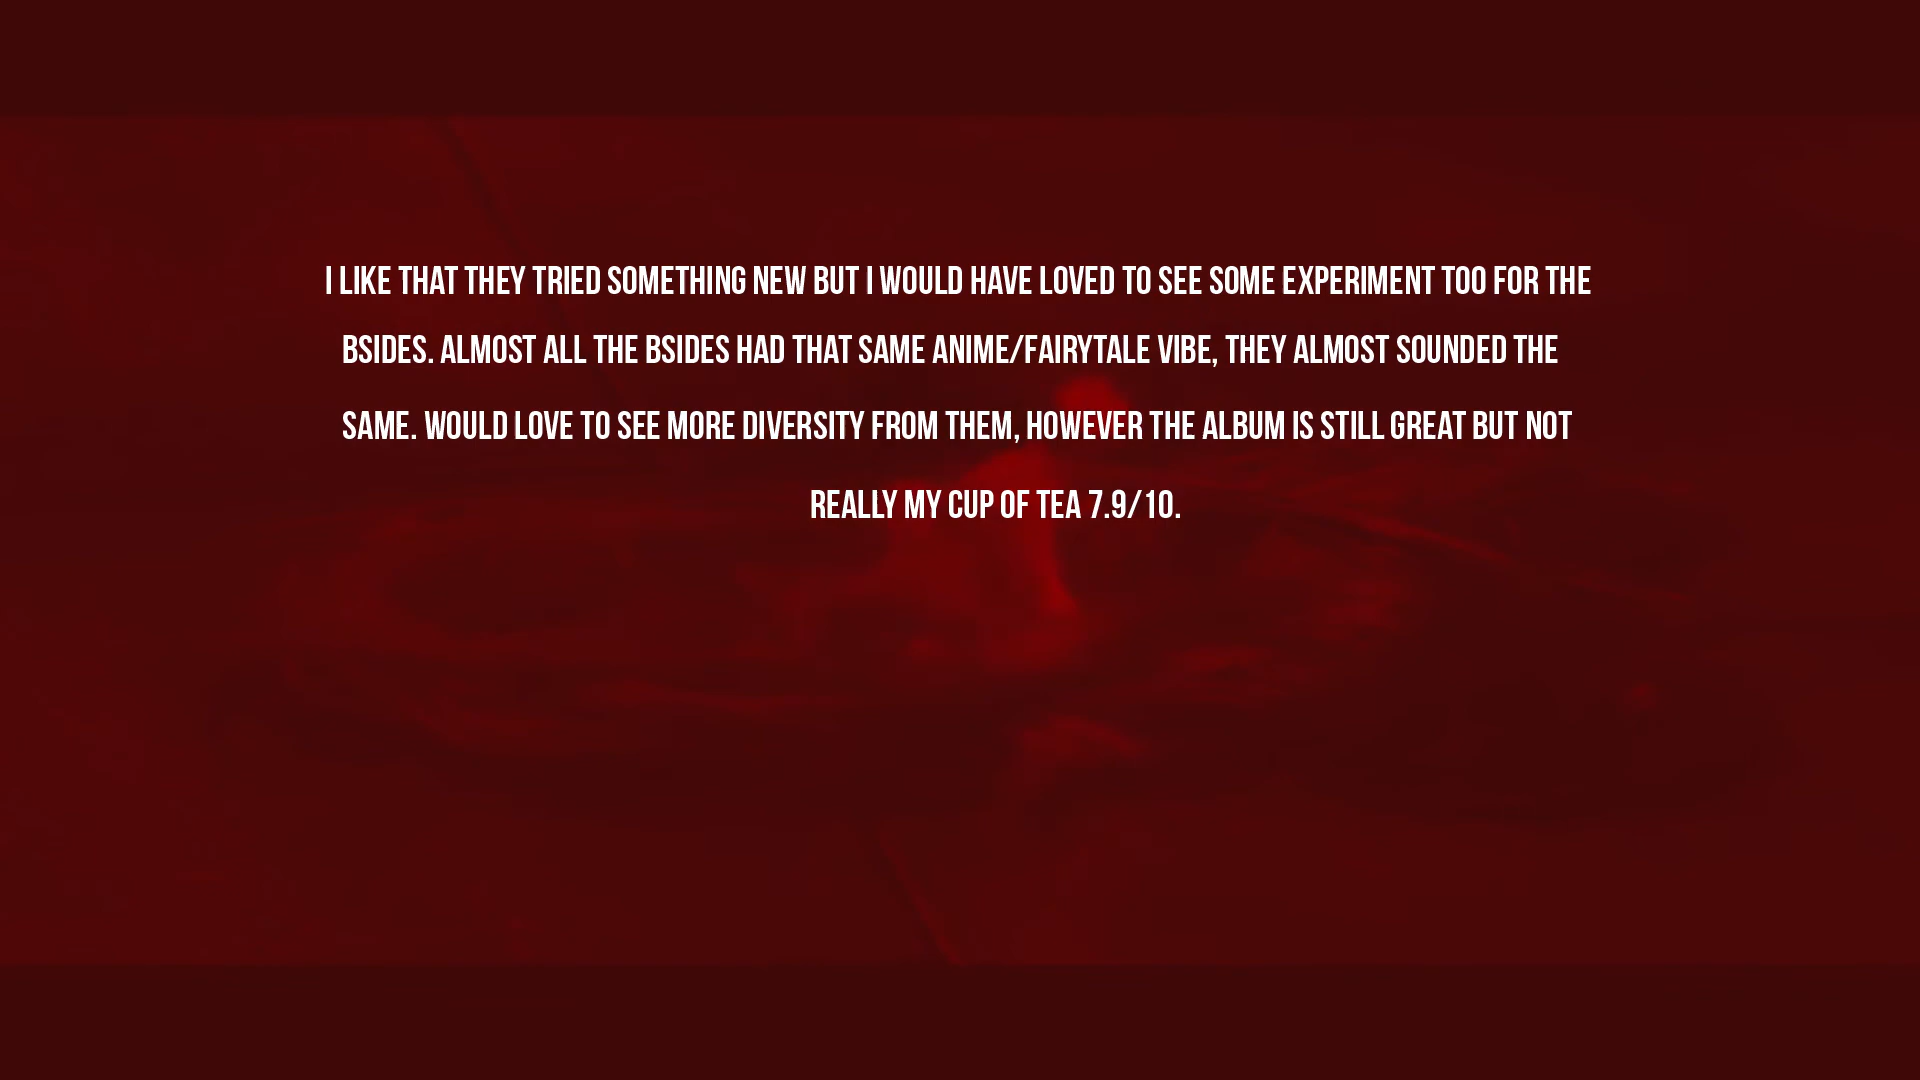 I LIKE THAT THEY TRIED SOMETHING NEW BUT I WOULD HAVE LOVED TO SEE SOME EXPERIMENT TOO FOR THE
BSIDES. ALMOST ALL THE BSIDES HAD THAT SAME ANIME/FAIRYTALE VIBE, THEY ALMOST SOUNDED THE
SAME. WOULD LOVE TO SEE MORE DIVERSITY FROM THEM, HOWEVER THE ALBUM IS STILL GREAT BUT NOT
REALLY MY CUP OF TEA 7.9/10.